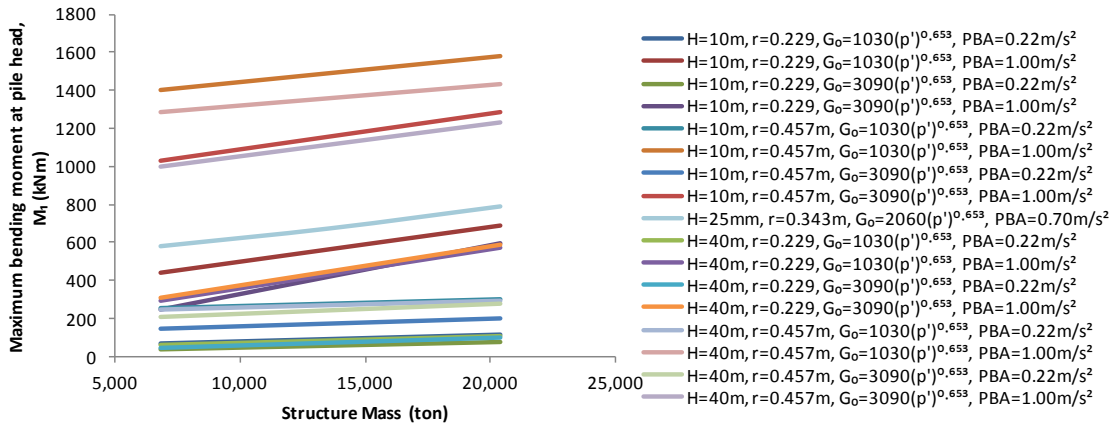 Maximum bending moment at pile head,
M₁ (kNm)
1800
1600
1400
1200
1000
800
600
400
200
0
5,000 10,000 15,000 20,000 25,000
Structure Mass (ton)
H=10m, r=0.229, G₀=1030(p')⁰·⁶⁵³, PBA=0.22m/s²
H=10m, r=0.229, G₀=1030(p')⁰·⁶⁵³, PBA=1.00m/s²
H=10m, r=0.229, G₀=3090(p')⁰·⁶⁵³, PBA=0.22m/s²
H=10m, r=0.229, G₀=3090(p')⁰·⁶⁵³, PBA=1.00m/s²
H=10m, r=0.457m, G₀=1030(p')⁰·⁶⁵³, PBA=0.22m/s²
H=10m, r=0.457m, G₀=1030(p')⁰·⁶⁵³, PBA=1.00m/s²
H=10m, r=0.457m, G₀=3090(p')⁰·⁶⁵³, PBA=0.22m/s²
H=10m, r=0.457m, G₀=3090(p')⁰·⁶⁵³, PBA=1.00m/s²
H=25mm, r=0.343m, G₀=2060(p')⁰·⁶⁵³, PBA=0.70m/s²
H=40m, r=0.229, G₀=1030(p')⁰·⁶⁵³, PBA=0.22m/s²
H=40m, r=0.229, G₀=1030(p')⁰·⁶⁵³, PBA=1.00m/s²
H=40m, r=0.229, G₀=3090(p')⁰·⁶⁵³, PBA=0.22m/s²
H=40m, r=0.229, G₀=3090(p')⁰·⁶⁵³, PBA=1.00m/s²
H=40m, r=0.457m, G₀=1030(p')⁰·⁶⁵³, PBA=0.22m/s²
H=40m, r=0.457m, G₀=1030(p')⁰·⁶⁵³, PBA=1.00m/s²
H=40m, r=0.457m, G₀=3090(p')⁰·⁶⁵³, PBA=0.22m/s²
H=40m, r=0.457m, G₀=3090(p')⁰·⁶⁵³, PBA=1.00m/s²